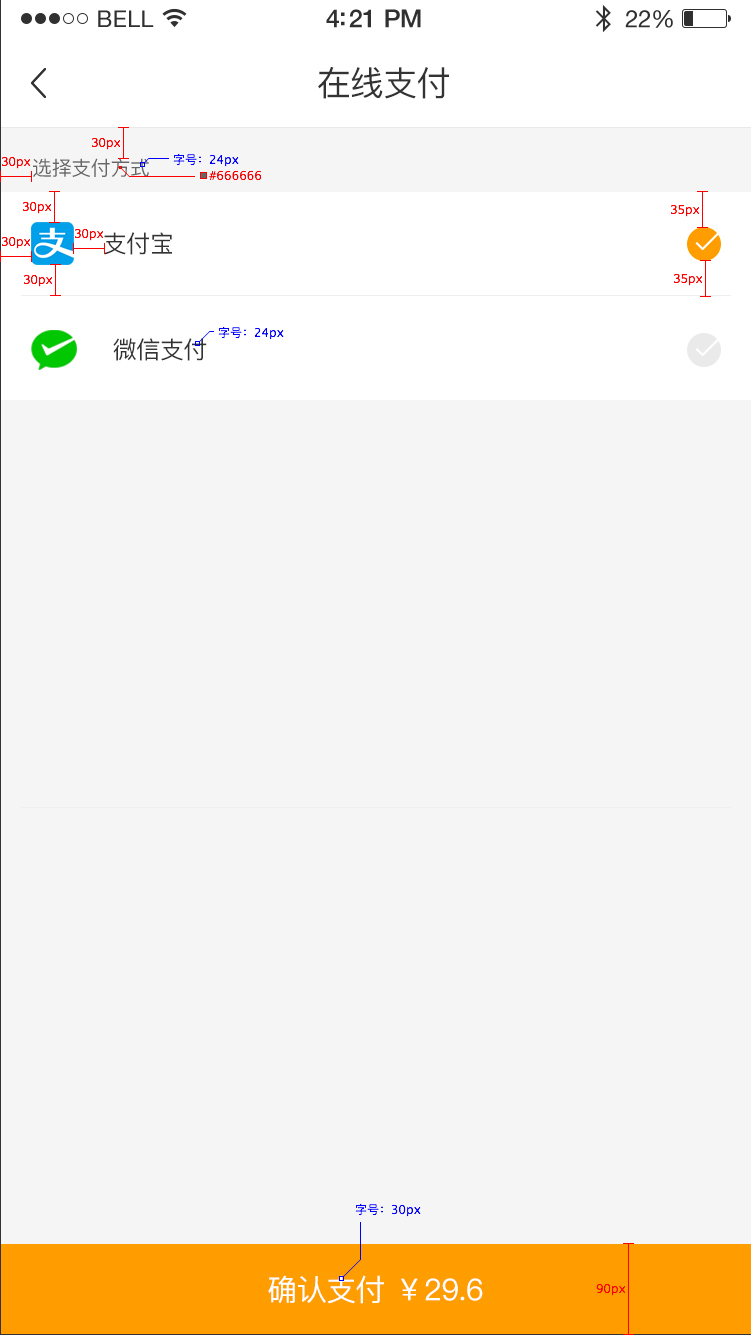 BELL 4:21 PM 22%
在线支付
30px
30px 选择支付方式 字号: 24px
#666666
30px 35px
30px 支 30px 支付宝
30px 35px
微信支付 字号: 24px
字号: 30px
确认支付 ￥29.6 90px